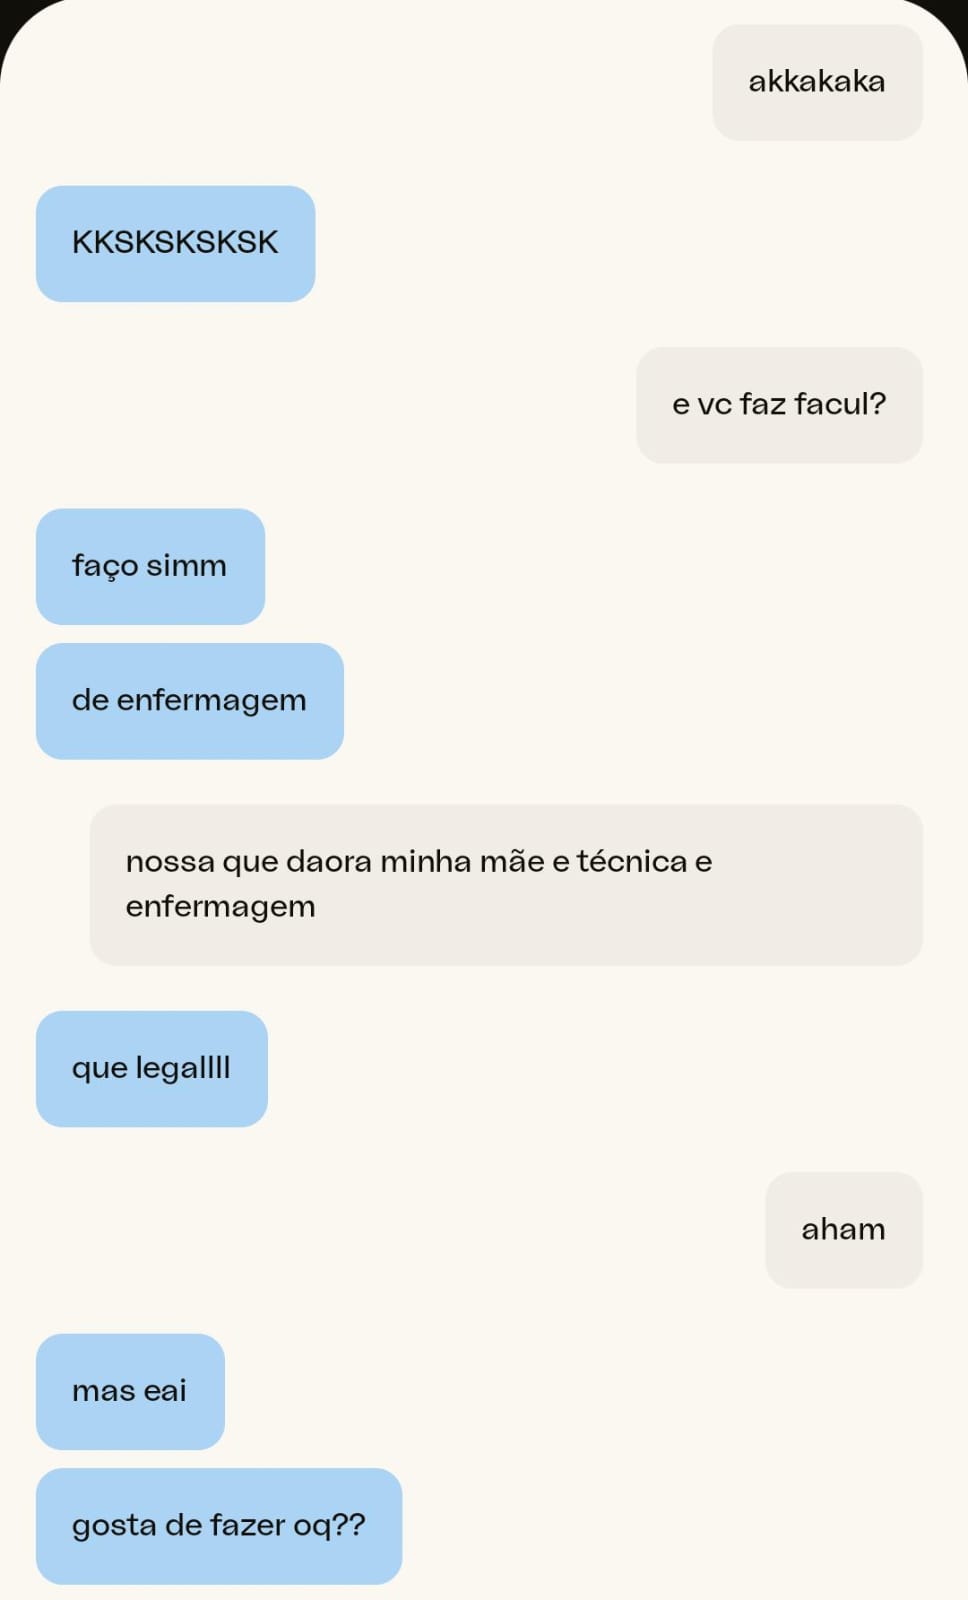 akkakaka
KKSKSKSKSK
e vc faz facul?
faço simm
de enfermagem
nossa que daora minha mãe e técnica e
enfermagem
que legallll
aham
mas eai
gosta de fazer oq??